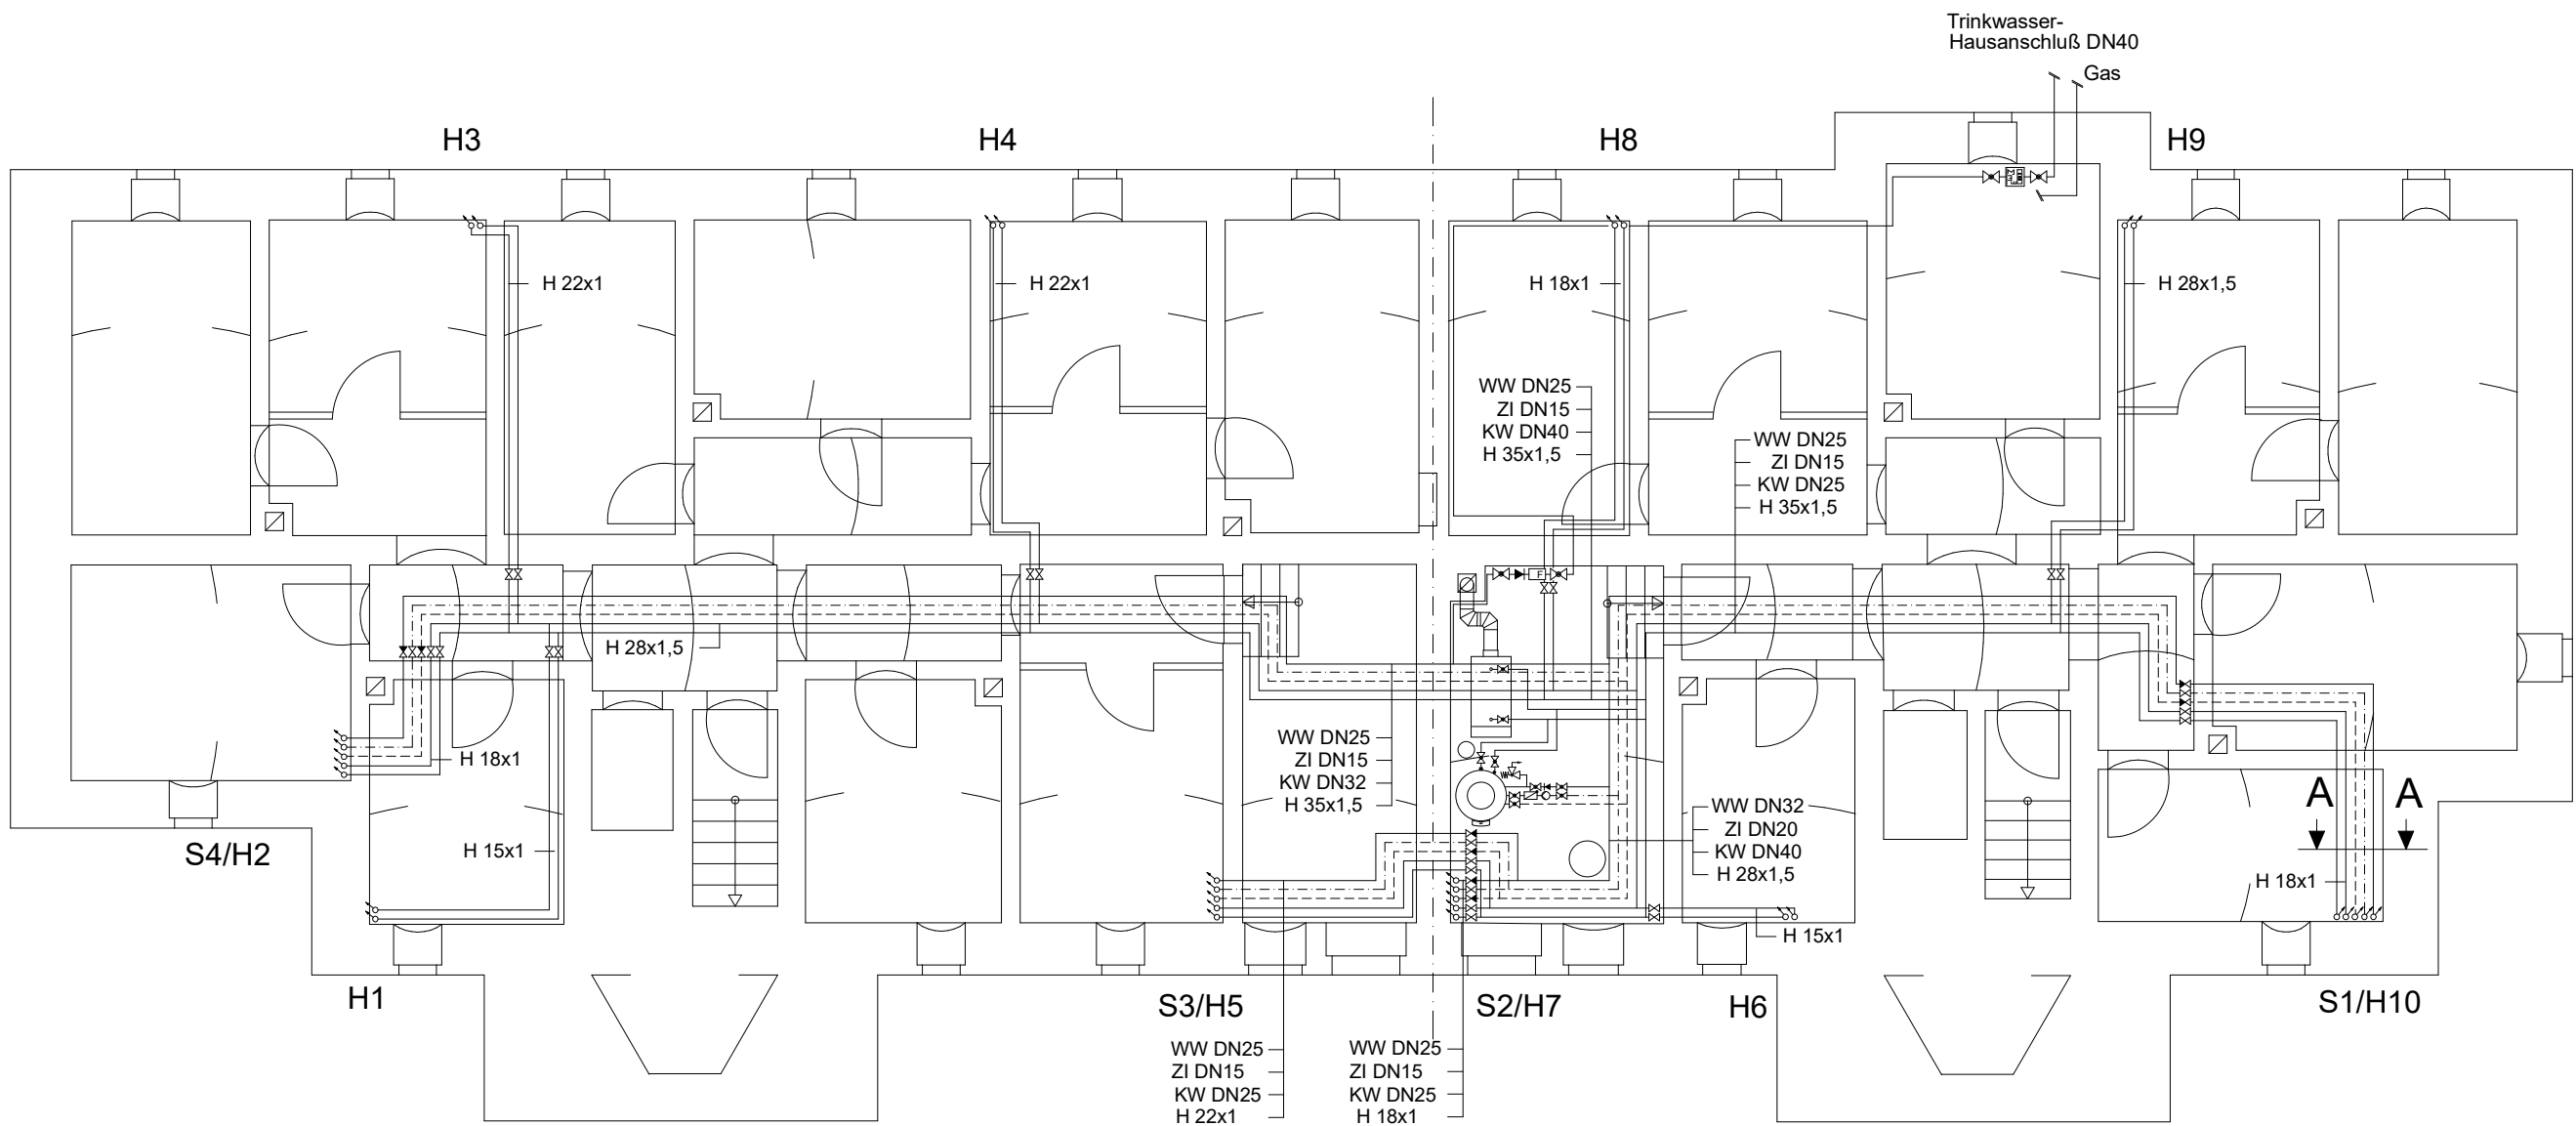 Trinkwasser-
Hausanschluß DN40
Gas
H3
H4
H8
H9
H 22x1
H 22x1
H 18x1
H 28x1,5
WW DN25
ZI DN15
KW DN40
H 35x1,5
WW DN25
ZI DN15
KW DN25
H 35x1,5
F
H 28x1,5
H 18x1
WW DN25
ZI DN15
KW DN32
H 35x1,5
WW DN32
ZI DN20
KW DN40
H 28x1,5
A A
H 15x1
H 18x1
H 15x1
S4/H2
H1
S3/H5
S2/H7
H6
S1/H10
WW DN25
ZI DN15
KW DN25
H 22x1
WW DN25
ZI DN15
KW DN25
H 18x1